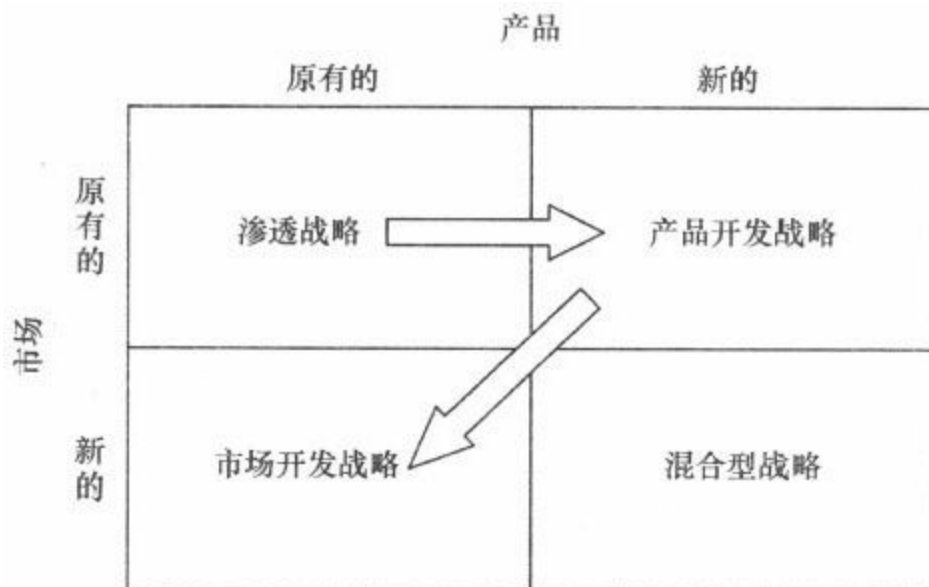 产品
原有的 新的
原有的
渗透战略 产品开发战略
市场
新的
市场开发战略 混合型战略